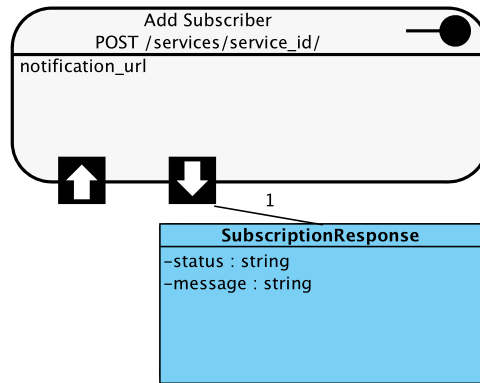 Add Subscriber
POST /services/service_id/
notification_url
1
SubscriptionResponse
-status : string
-message : string